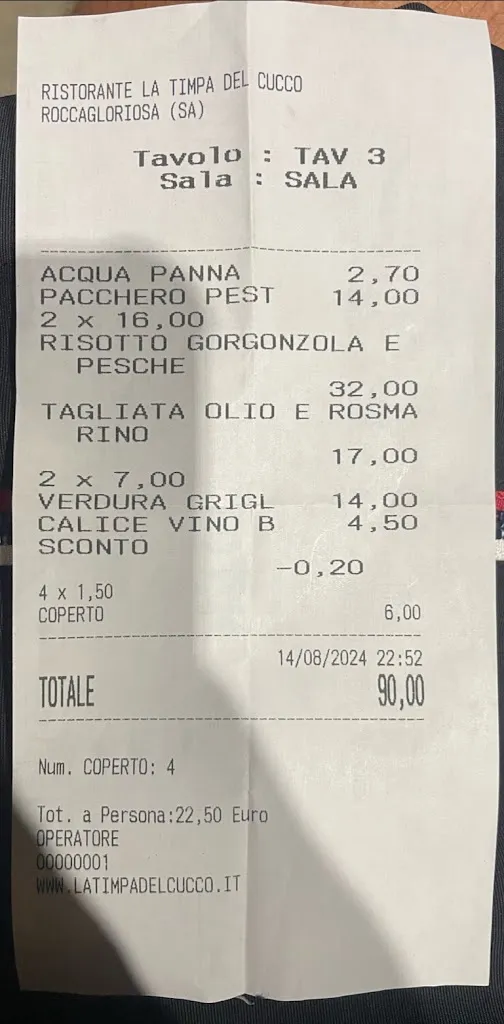 RISTORANTE LA TIMPA DEL CUCCO
ROCCAGLORIOSA (SA)
Tavolo : TAV 3
Sala : SALA
ACQUA PANNA 2,70
PACCHERO PEST 14,00
2 x 16,00
RISOTTO GORGONZOLA E
PESCHE
32,00
TAGLIATA OLIO E ROSMA
RINO
17,00
2 x 7,00
VERDURA GRIGL 14,00
CALICE VINO B 4,50
SCONTO
-0,20
4 x 1,50
COPERTO 6,00
14/08/2024 22:52
TOTALE 90,00
Num. COPERTO: 4
Tot. a Persona:22,50 Euro
OPERATORE
00000001
WWW.LATIMPADELCUCCO.IT